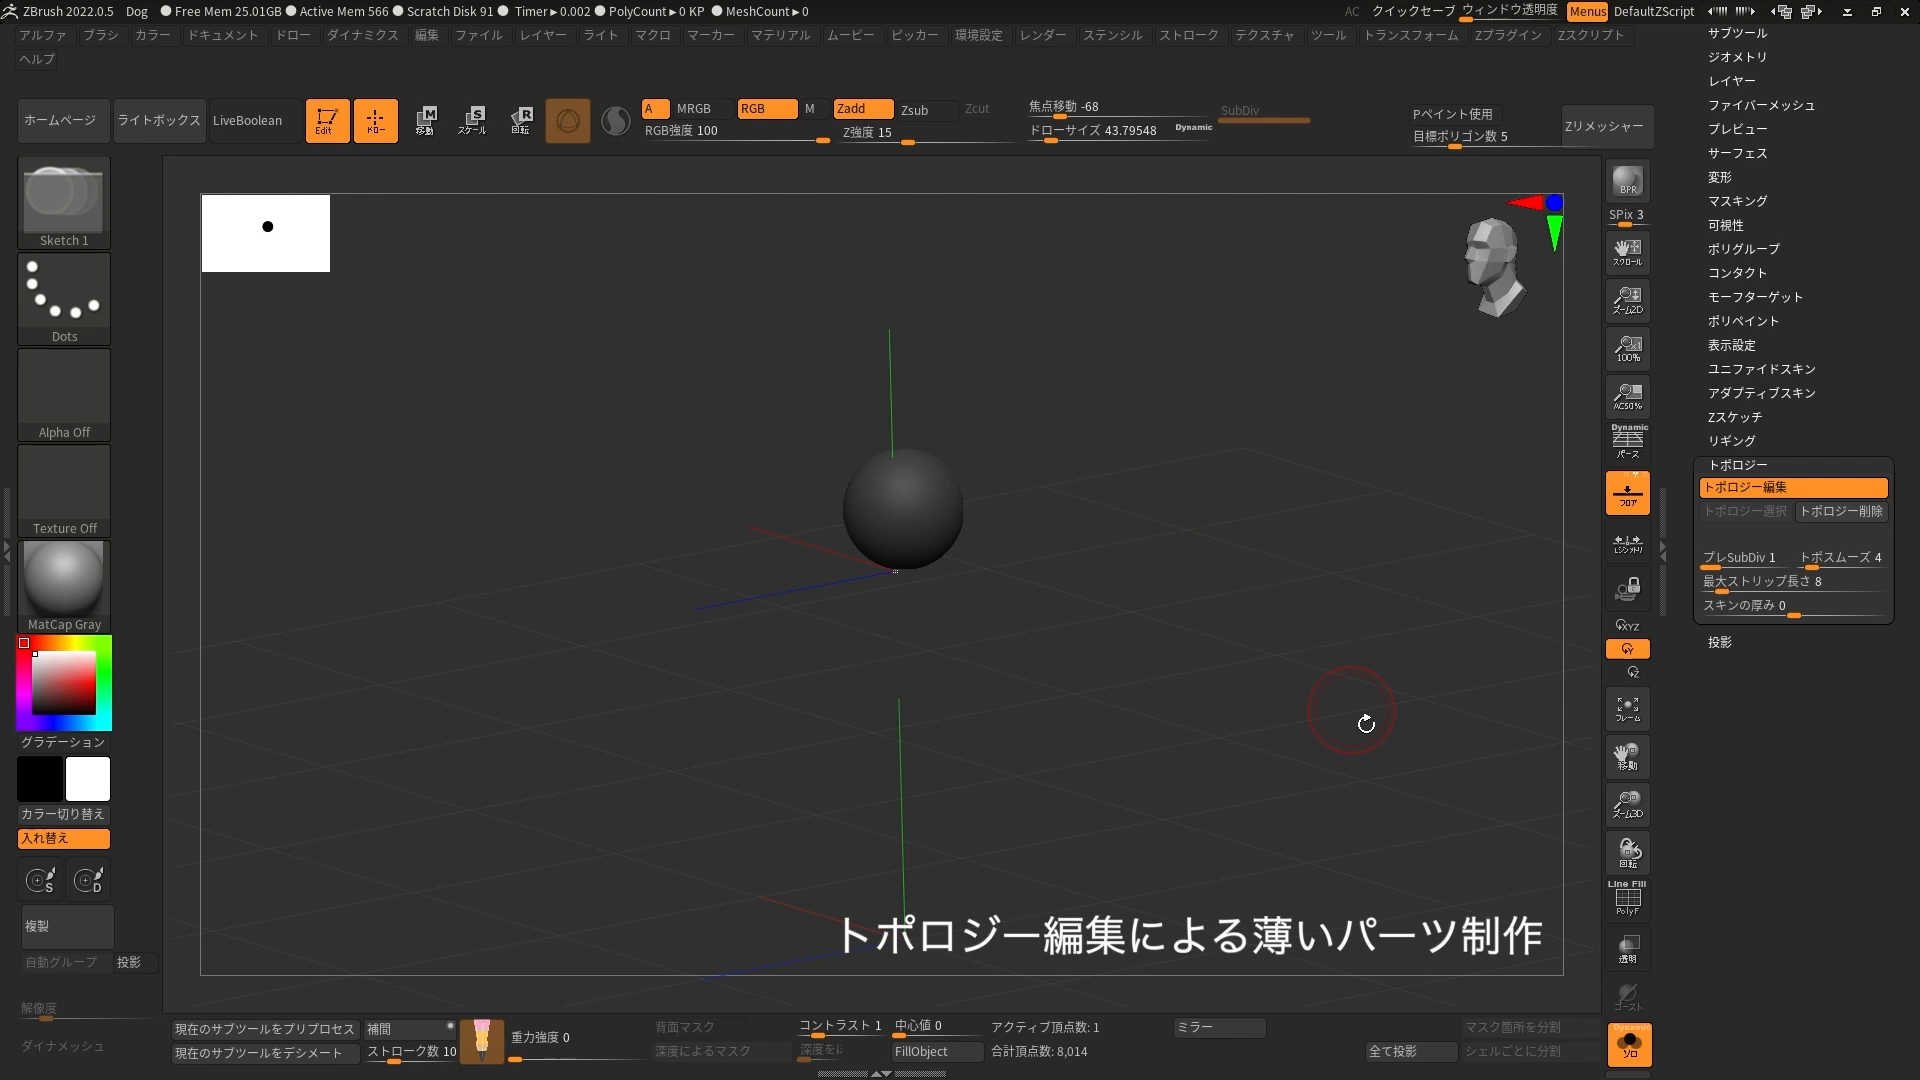 ZBrush 2022.0.5 Dog ● Free Mem 25.01GB ● Active Mem 566 ● Scratch Disk 91 ● Timer▸0.002 ● PolyCount▸0 KP ● MeshCount▸0 AC クイックセーブ ウィンドウ透明度 Menus DefaultZScript
アルファ ブラシ カラー ドキュメント ドロー ダイナミクス 編集 ファイル レイヤー ライト マクロ マーカー マテリアル ムービー ピッカー 環境設定 レンダー ステンシル ストローク テクスチャ ツール トランスフォーム Zプラグイン Zスクリプト
ヘルプ
ホームページ ライトボックス LiveBoolean Edit ドロー 移動 スケール 回転
A MRGB RGB M Zadd Zsub Zcut 焦点移動 -68 SubDiv Pペイント使用 Zリメッシャー
RGB強度 100 Z強度 15 ドローサイズ 43.79548 Dynamic 目標ポリゴン数 5
Sketch 1
Dots
Alpha Off
Texture Off
MatCap Gray
グラデーション
カラー切り替え
入れ替え
S D
複製
自動グループ 投影
解像度
ダイナメッシュ
BPR
SPix 3
スクロール
ズーム2D
100%
AC50%
Dynamic
パース
フロア
Lシンメトリ
XYZ
Y
Z
フレーム
移動
ズーム3D
回転
Line Fill
PolyF
透明
ゴースト
Dynamic
ソロ
サブツール
ジオメトリ
レイヤー
ファイバーメッシュ
プレビュー
サーフェス
変形
マスキング
可視性
ポリグループ
コンタクト
モーフターゲット
ポリペイント
表示設定
ユニファイドスキン
アダプティブスキン
Zスケッチ
リギング
トポロジー
トポロジー編集
トポロジー選択 トポロジー削除
プレSubDiv 1 トポスムーズ 4
最大ストリップ長さ 8
スキンの厚み 0
投影
トポロジー編集による薄いパーツ制作
現在のサブツールをプリプロセス 補間 重力強度 0 背面マスク コントラスト 1 中心値 0 アクティブ頂点数: 1 ミラー マスク箇所を分割
現在のサブツールをデシメート ストローク数 10 深度によるマスク 深度を FillObject 合計頂点数: 8,014 全て投影 シェルごとに分割